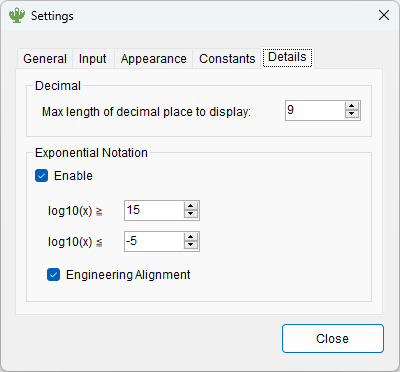 Settings
General Input Appearance Constants Details
Decimal
Max length of decimal place to display: 9
Exponential Notation
Enable
log10(x) ≧ 15
log10(x) ≦ -5
Engineering Alignment
Close